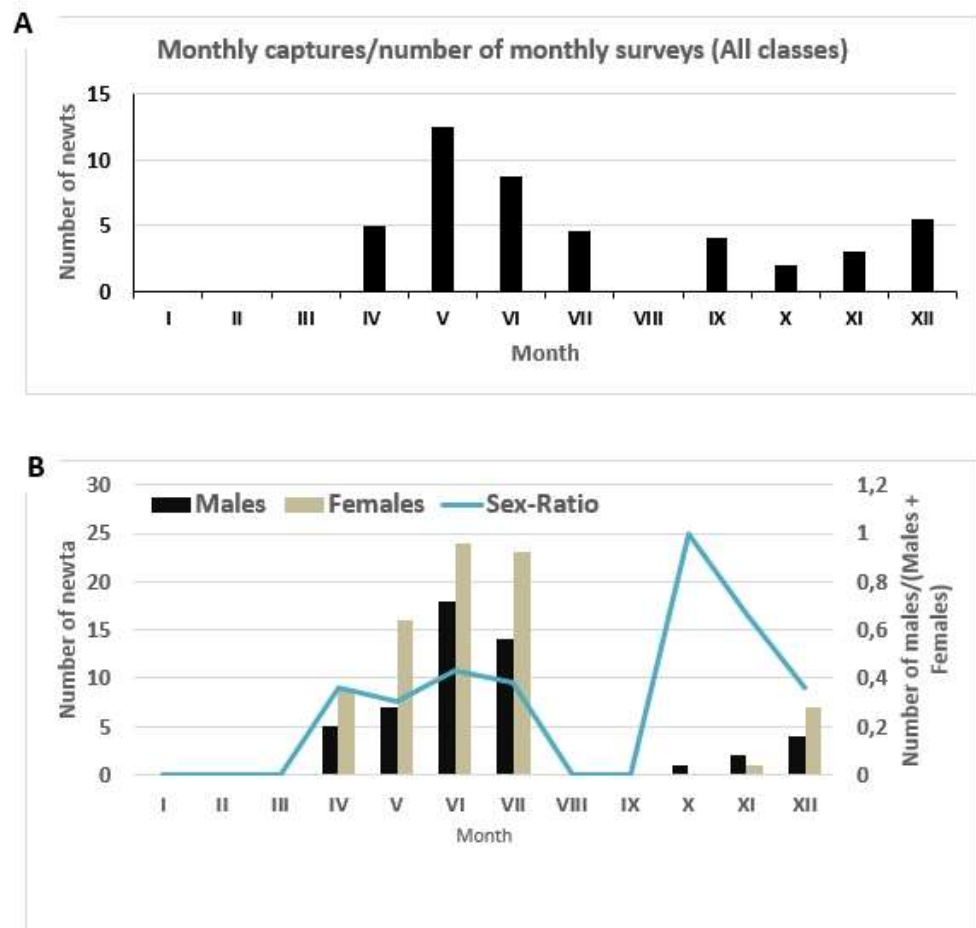 A
Monthly captures/number of monthly surveys (All classes)
Number of newts
15
10
5
0
I II III IV V VI VII VIII IX X XI XII
Month
B
Males Females Sex-Ratio
Number of newta
30
25
20
15
10
5
0
1,2
1
0,8
0,6
0,4
0,2
0
Number of males/(Males +
Females)
I II III IV V VI VII VIII IX X XI XII
Month